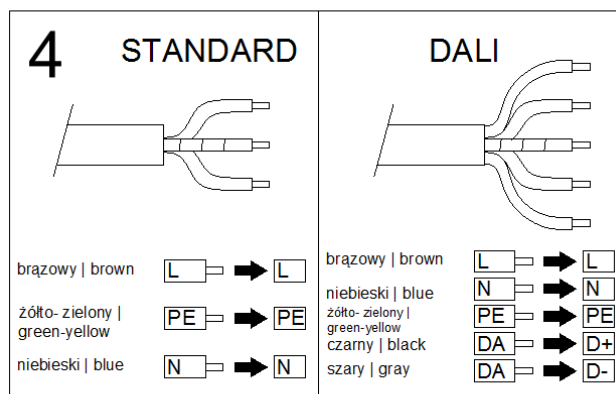 4 STANDARD
brązowy | brown L L
żółto- zielony |
green-yellow PE PE
niebieski | blue N N
DALI
brązowy | brown L L
niebieski | blue N N
żółto- zielony |
green-yellow PE PE
czarny | black DA D+
szary | gray DA D-